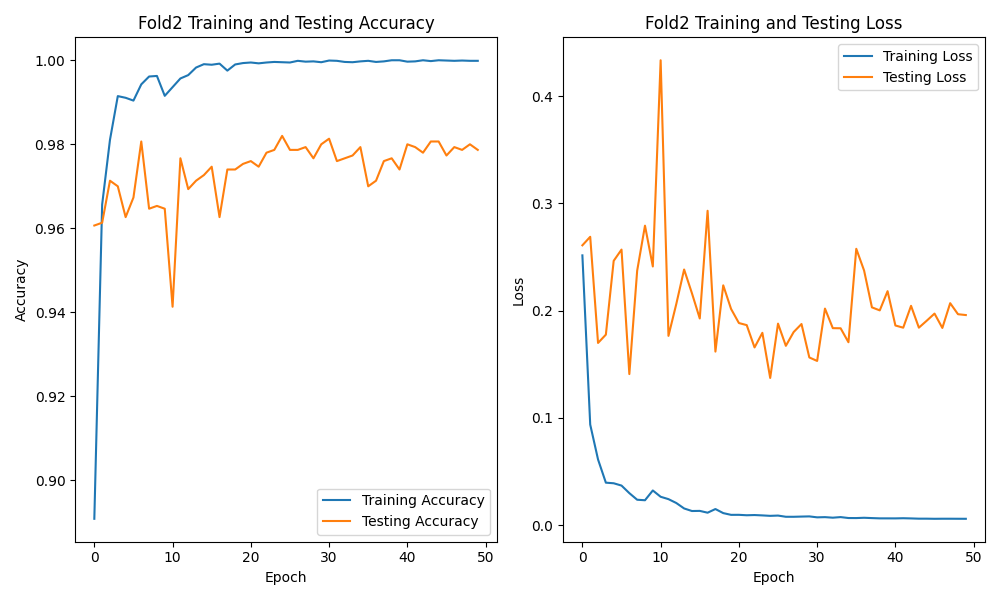 Fold2 Training and Testing Accuracy
1.00
0.98
0.96
0.94
0.92
0.90
Accuracy
Training Accuracy
Testing Accuracy
0 10 20 30 40 50
Epoch
Fold2 Training and Testing Loss
Training Loss
Testing Loss
0.4
0.3
0.2
0.1
0.0
Loss
0 10 20 30 40 50
Epoch